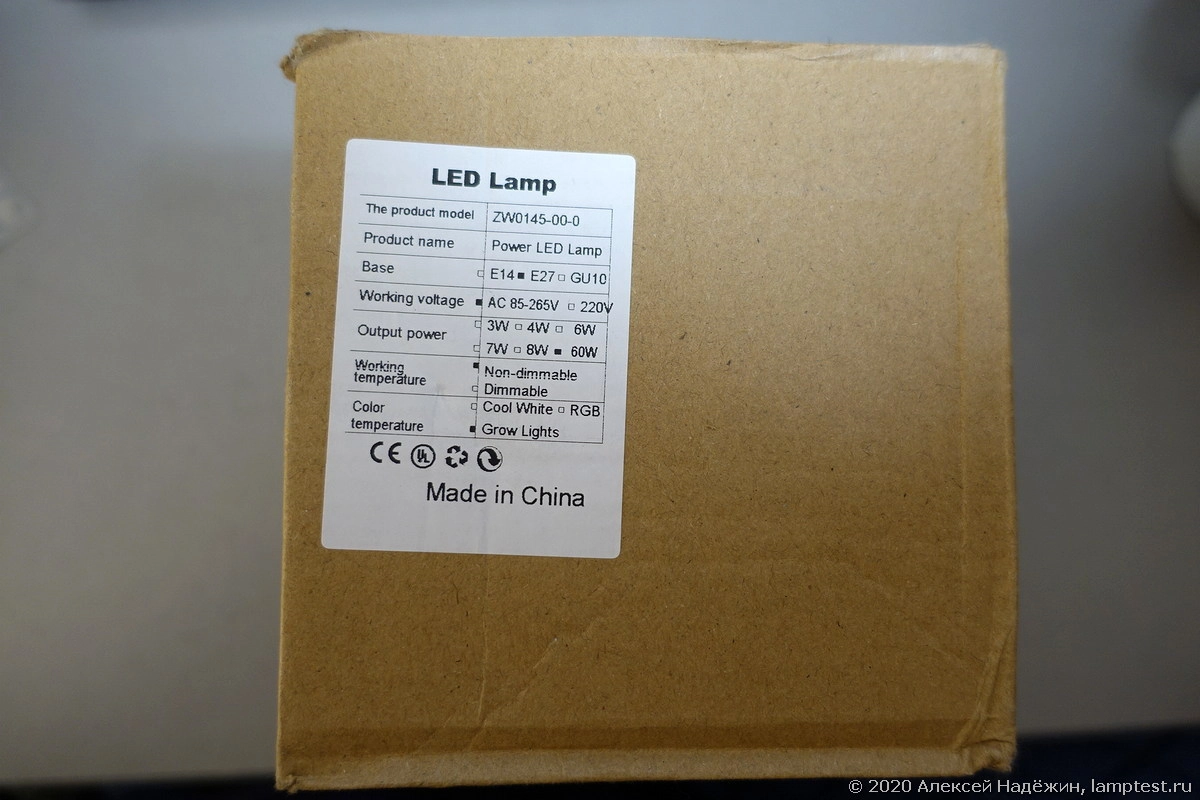 LED Lamp
The product model ZW0145-00-0
Product name Power LED Lamp
Base □ E14 ■ E27 □ GU10
Working voltage ■ AC 85-265V □ 220V
Output power □ 3W □ 4W □ 6W
□ 7W □ 8W ■ 60W
Working temperature ■ Non-dimmable
□ Dimmable
Color temperature □ Cool White □ RGB
■ Grow Lights
CE UL
Made in China
© 2020 Алексей Надёжин, lamptest.ru